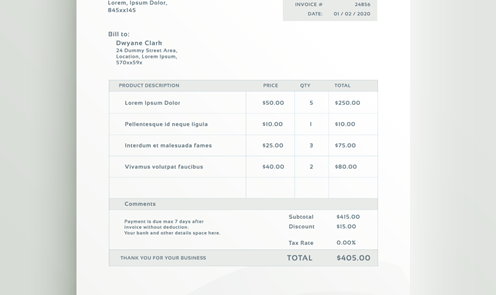 Lorem, Ipsum Dolor,
845xx145
INVOICE # 24856
DATE: 01 / 02 / 2020
Bill to:
Dwyane Clark
24 Dummy Street Area,
Location, Lorem Ipsum,
570xx59x
PRODUCT DESCRIPTION PRICE QTY TOTAL
Lorem Ipsum Dolor $50.00 5 $250.00
Pellentesque id neque ligula $10.00 1 $10.00
Interdum et malesuada fames $25.00 3 $75.00
Vivamus volutpat faucibus $40.00 2 $80.00
Comments
Payment is due max 7 days after
invoice without deduction.
Your bank and other details space here.
Subtotal $415.00
Discount $15.00
Tax Rate 0.00%
THANK YOU FOR YOUR BUSINESS TOTAL $405.00